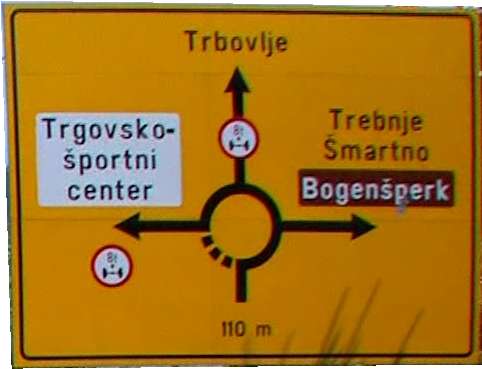 Trbovlje
8t
Trgovsko-
športni
center
Trebnje
Šmartno
Bogenšperk
8t
110 m